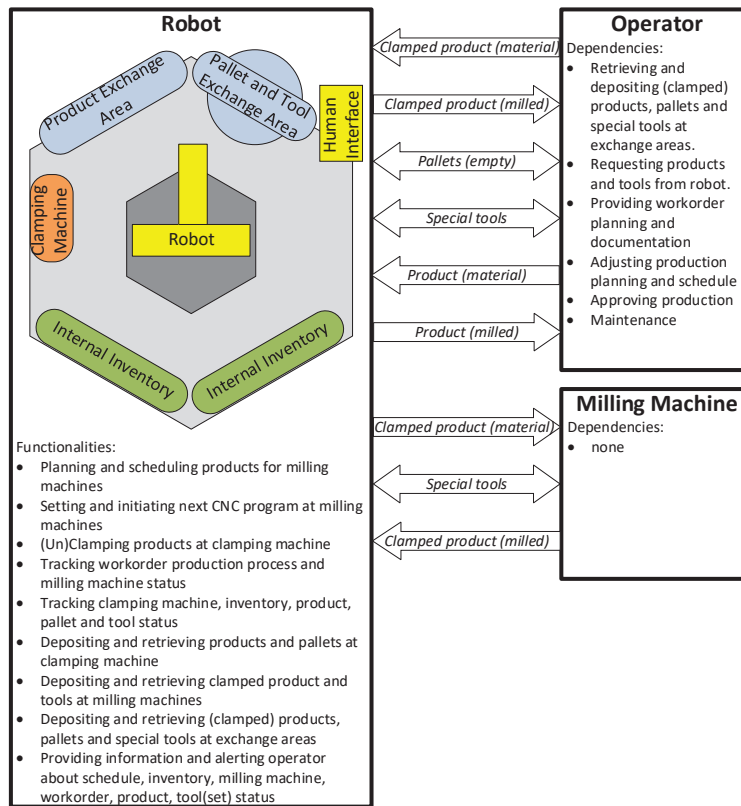 Robot
Product Exchange
Area
Pallet and Tool
Exchange Area
Human
Interface
Clamping
Machine
Robot
Internal Inventory
Internal Inventory
Functionalities:
• Planning and scheduling products for milling
machines
• Setting and initiating next CNC program at milling
machines
• (Un)Clamping products at clamping machine
• Tracking workorder production process and
milling machine status
• Tracking clamping machine, inventory, product,
pallet and tool status
• Depositing and retrieving products and pallets at
clamping machine
• Depositing and retrieving clamped product and
tools at milling machines
• Depositing and retrieving (clamped) products,
pallets and special tools at exchange areas
• Providing information and alerting operator
about schedule, inventory, milling machine,
workorder, product, tool(set) status
Clamped product (material)
Clamped product (milled)
Pallets (empty)
Special tools
Product (material)
Product (milled)
Clamped product (material)
Special tools
Clamped product (milled)
Operator
Dependencies:
• Retrieving and
depositing (clamped)
products, pallets and
special tools at
exchange areas.
• Requesting products
and tools from robot.
• Providing workorder
planning and
documentation
• Adjusting production
planning and schedule
• Approving production
• Maintenance
Milling Machine
Dependencies:
• none